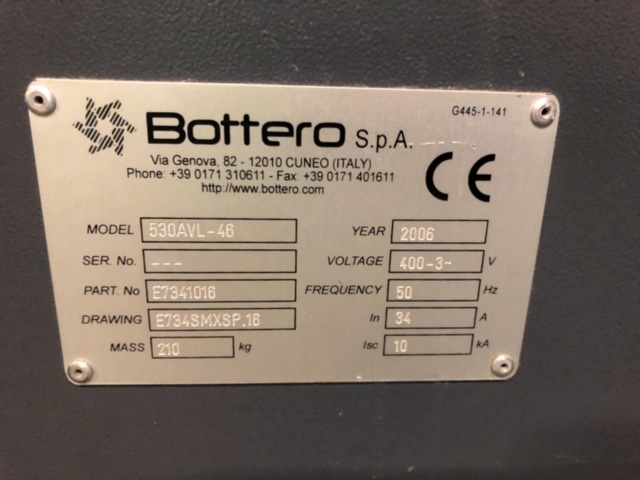 G445-1-141
Bottero S.p.A.
Via Genova, 82 - 12010 CUNEO (ITALY)
Phone: +39 0171 310611 - Fax: +39 0171 401611
http://www.bottero.com
CE
MODEL 530AVL-46 YEAR 2006
SER. No. --- VOLTAGE 400-3~ V
PART. No E7341016 FREQUENCY 50 Hz
DRAWING E734SMXSP.16 In 34 A
MASS 210 kg Isc 10 kA